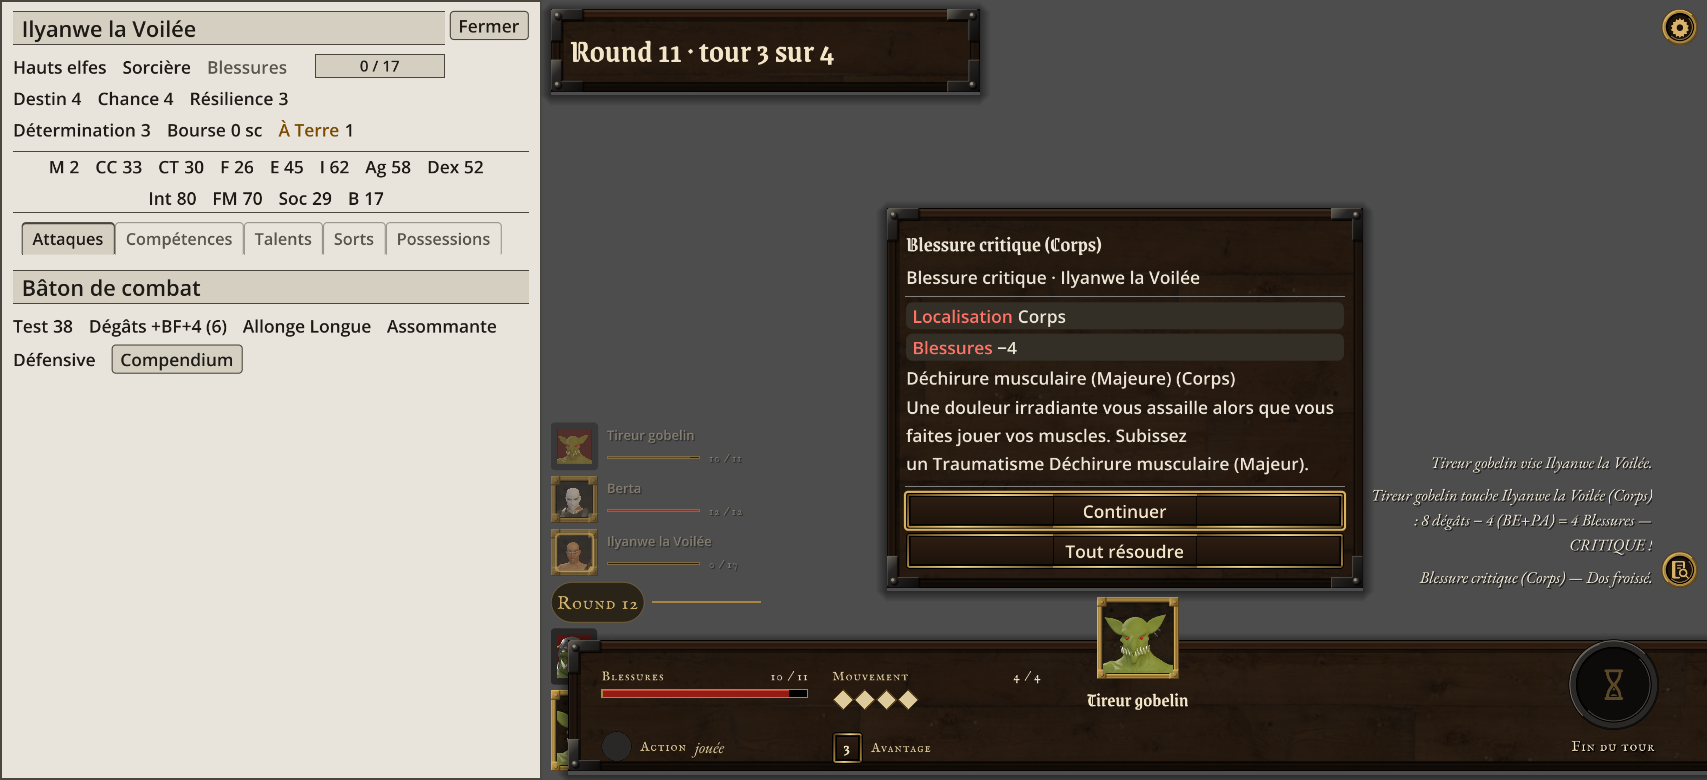 Ilyanwe la Voilée
Fermer
Hauts elfes Sorcière Blessures 0 / 17
Destin 4 Chance 4 Résilience 3
Détermination 3 Bourse 0 sc À Terre 1
M 2 CC 33 CT 30 F 26 E 45 I 62 Ag 58 Dex 52
Int 80 FM 70 Soc 29 B 17
Attaques Compétences Talents Sorts Possessions
Bâton de combat
Test 38 Dégâts +BF+4 (6) Allonge Longue Assommante
Défensive Compendium
Round 11 · tour 3 sur 4
Blessure critique (Corps)
Blessure critique · Ilyanwe la Voilée
Localisation Corps
Blessures −4
Déchirure musculaire (Majeure) (Corps)
Une douleur irradiante vous assaille alors que vous
faites jouer vos muscles. Subissez
un Traumatisme Déchirure musculaire (Majeur).
Continuer
Tout résoudre
Tireur gobelin
10 / 11
Berta
12 / 12
Ilyanwe la Voilée
0 / 17
Round 12
Tireur gobelin vise Ilyanwe la Voilée.
Tireur gobelin touche Ilyanwe la Voilée (Corps)
: 8 dégâts − 4 (BE+PA) = 4 Blessures —
CRITIQUE !
Blessure critique (Corps) — Dos froissé.
Blessures 10 / 11
Mouvement 4 / 4
Tireur gobelin
Action jouée
3 Avantage
Fin du tour